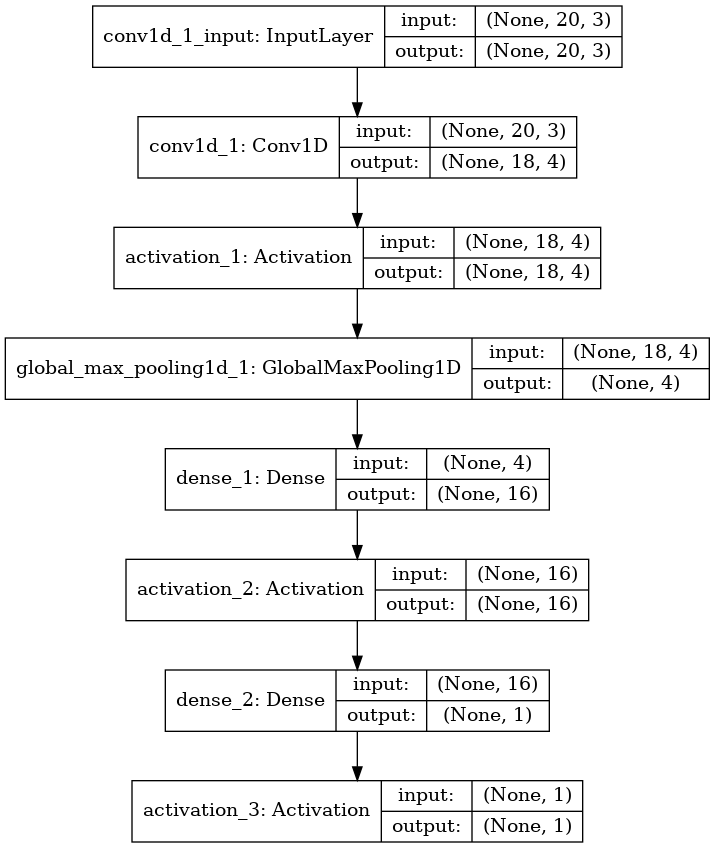 conv1d_1_input: InputLayer
input: (None, 20, 3)
output: (None, 20, 3)
conv1d_1: Conv1D
input: (None, 20, 3)
output: (None, 18, 4)
activation_1: Activation
input: (None, 18, 4)
output: (None, 18, 4)
global_max_pooling1d_1: GlobalMaxPooling1D
input: (None, 18, 4)
output: (None, 4)
dense_1: Dense
input: (None, 4)
output: (None, 16)
activation_2: Activation
input: (None, 16)
output: (None, 16)
dense_2: Dense
input: (None, 16)
output: (None, 1)
activation_3: Activation
input: (None, 1)
output: (None, 1)